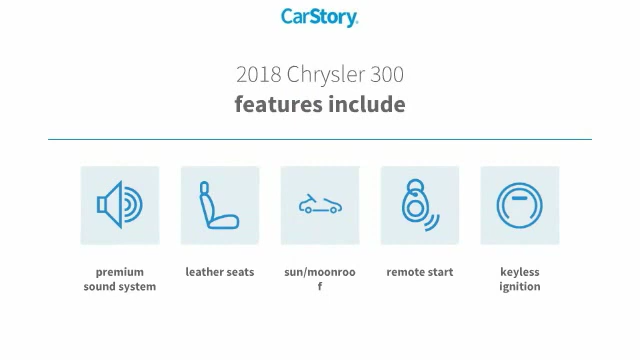 CarStory
2018 Chrysler 300
features include
premium
sound system
leather seats
sun/moonroo
f
remote start
keyless
ignition